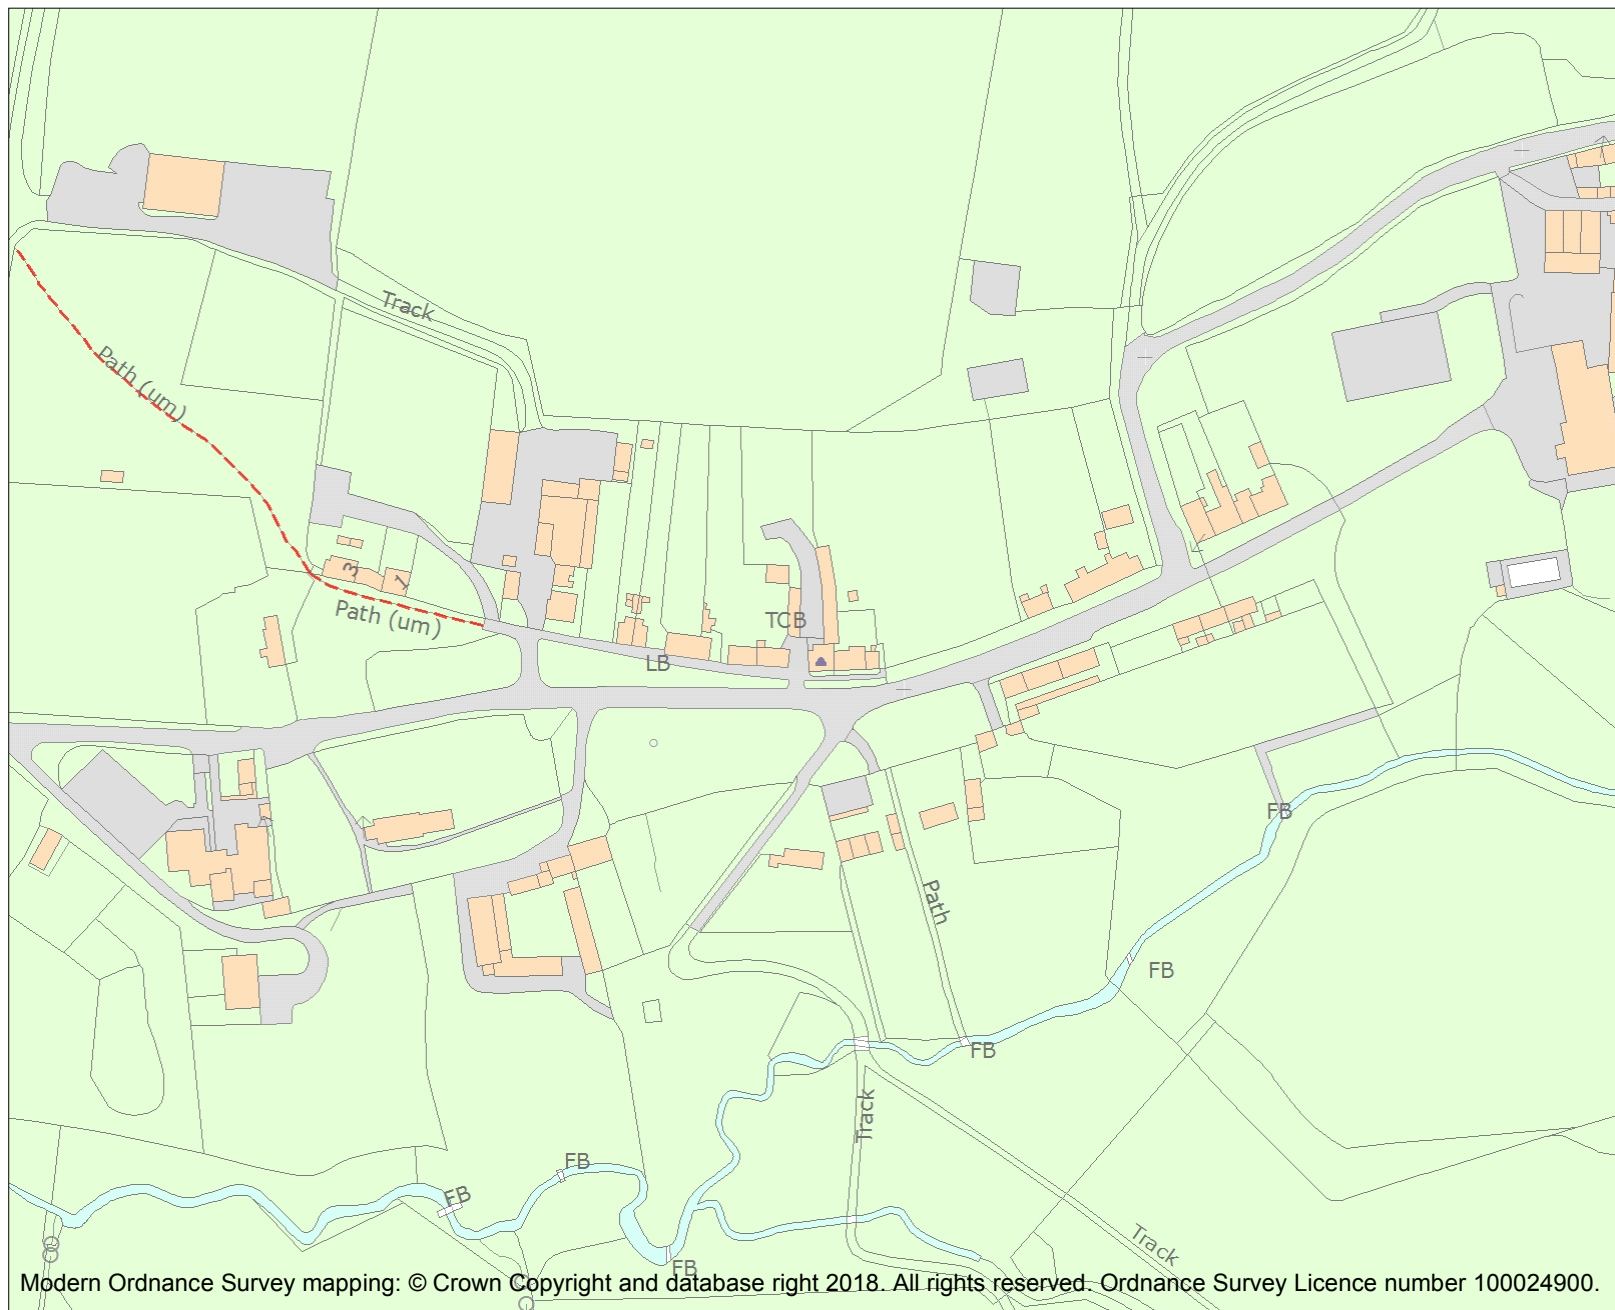 Track
Path (um)
3
1
Path (um)
TCB
LB
FB
Path
FB
FB
Track
FB
FB
Track
FB
Modern Ordnance Survey mapping: © Crown Copyright and database right 2018. All rights reserved. Ordnance Survey Licence number 100024900.